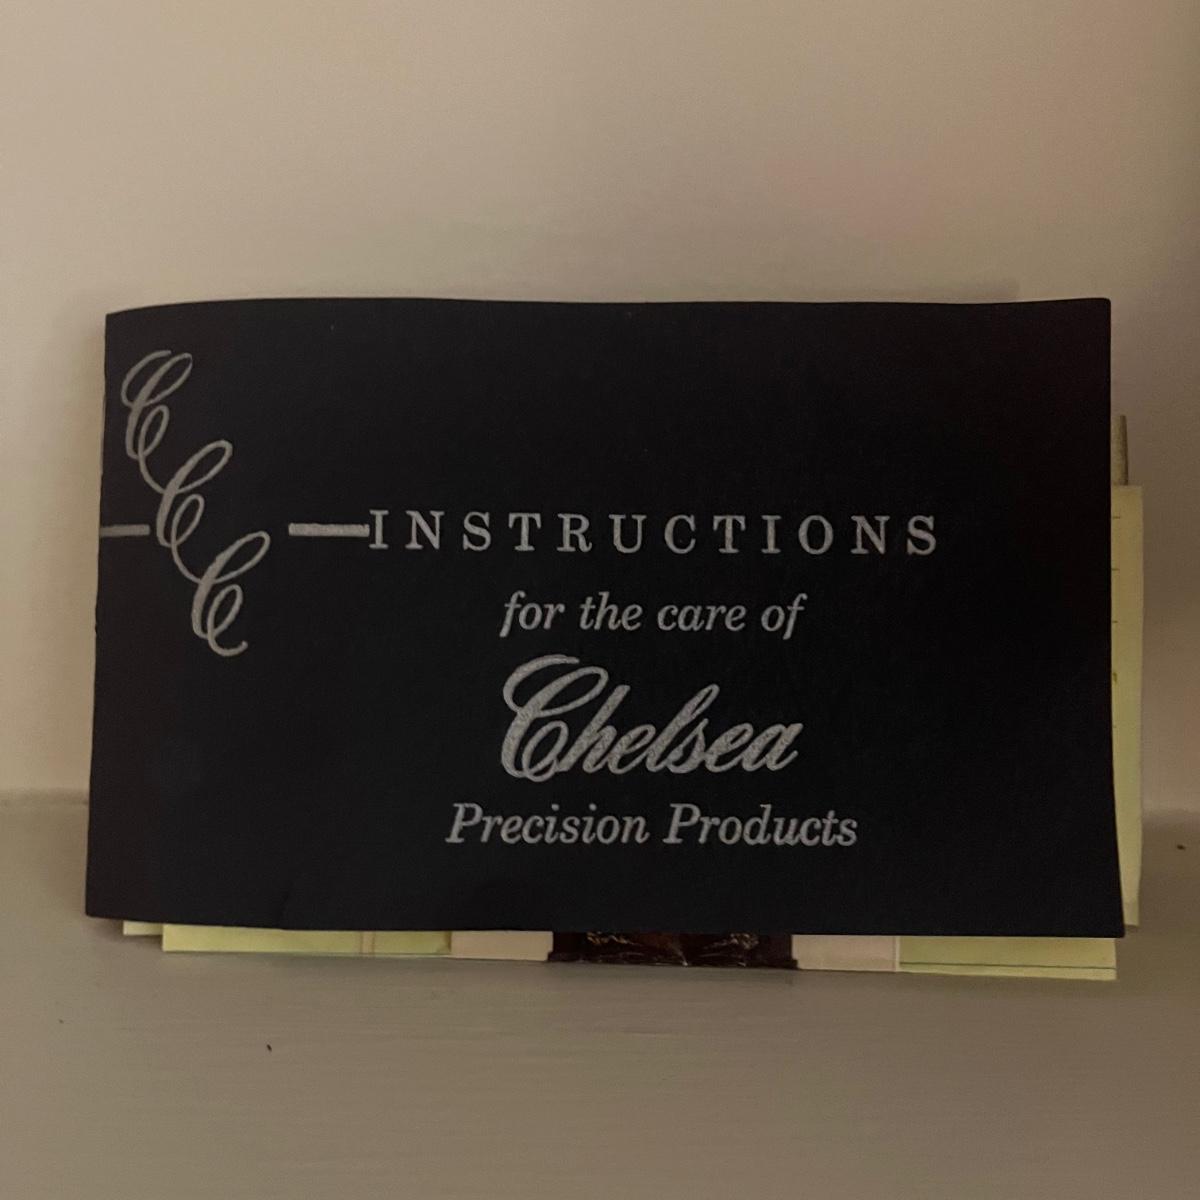 CCC
INSTRUCTIONS
for the care of
Chelsea
Precision Products